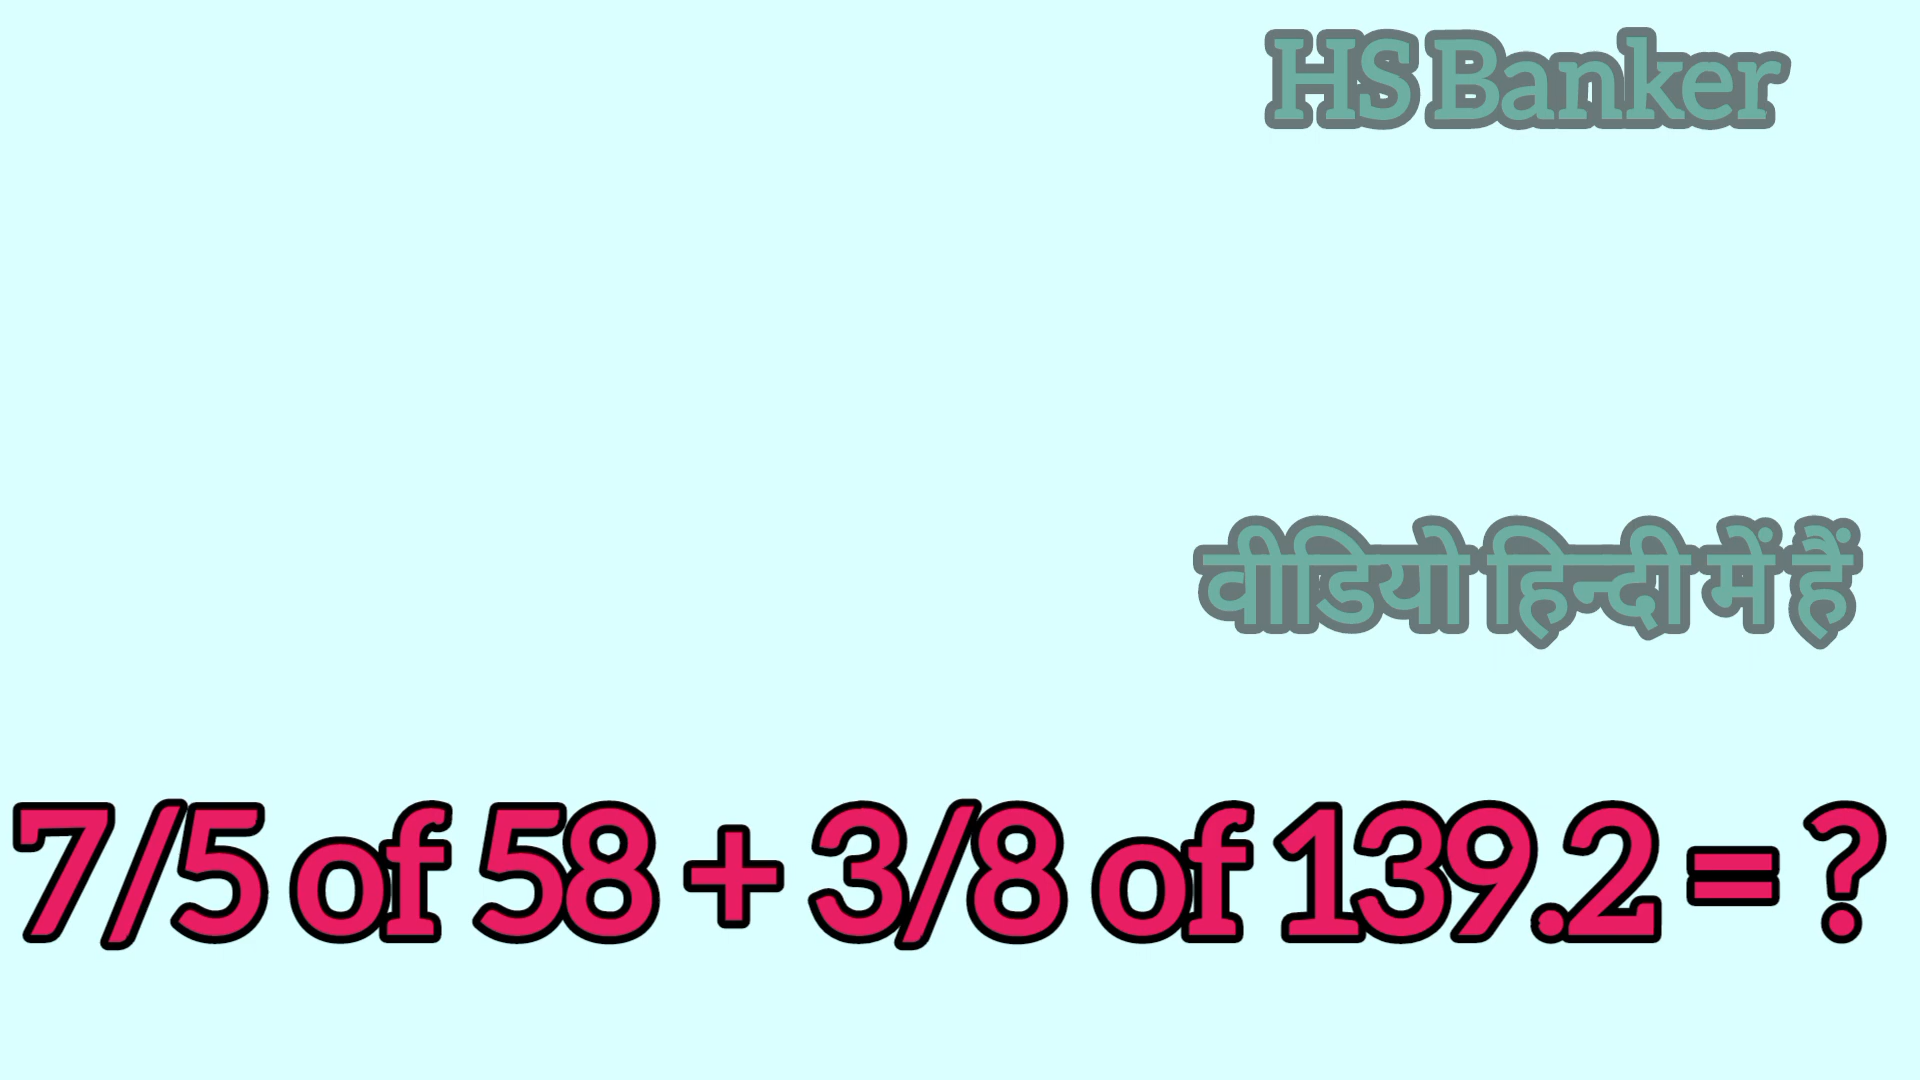 HS Banker
वीडियो हिन्दी में हैं
7/5 of 58 + 3/8 of 139.2 = ?